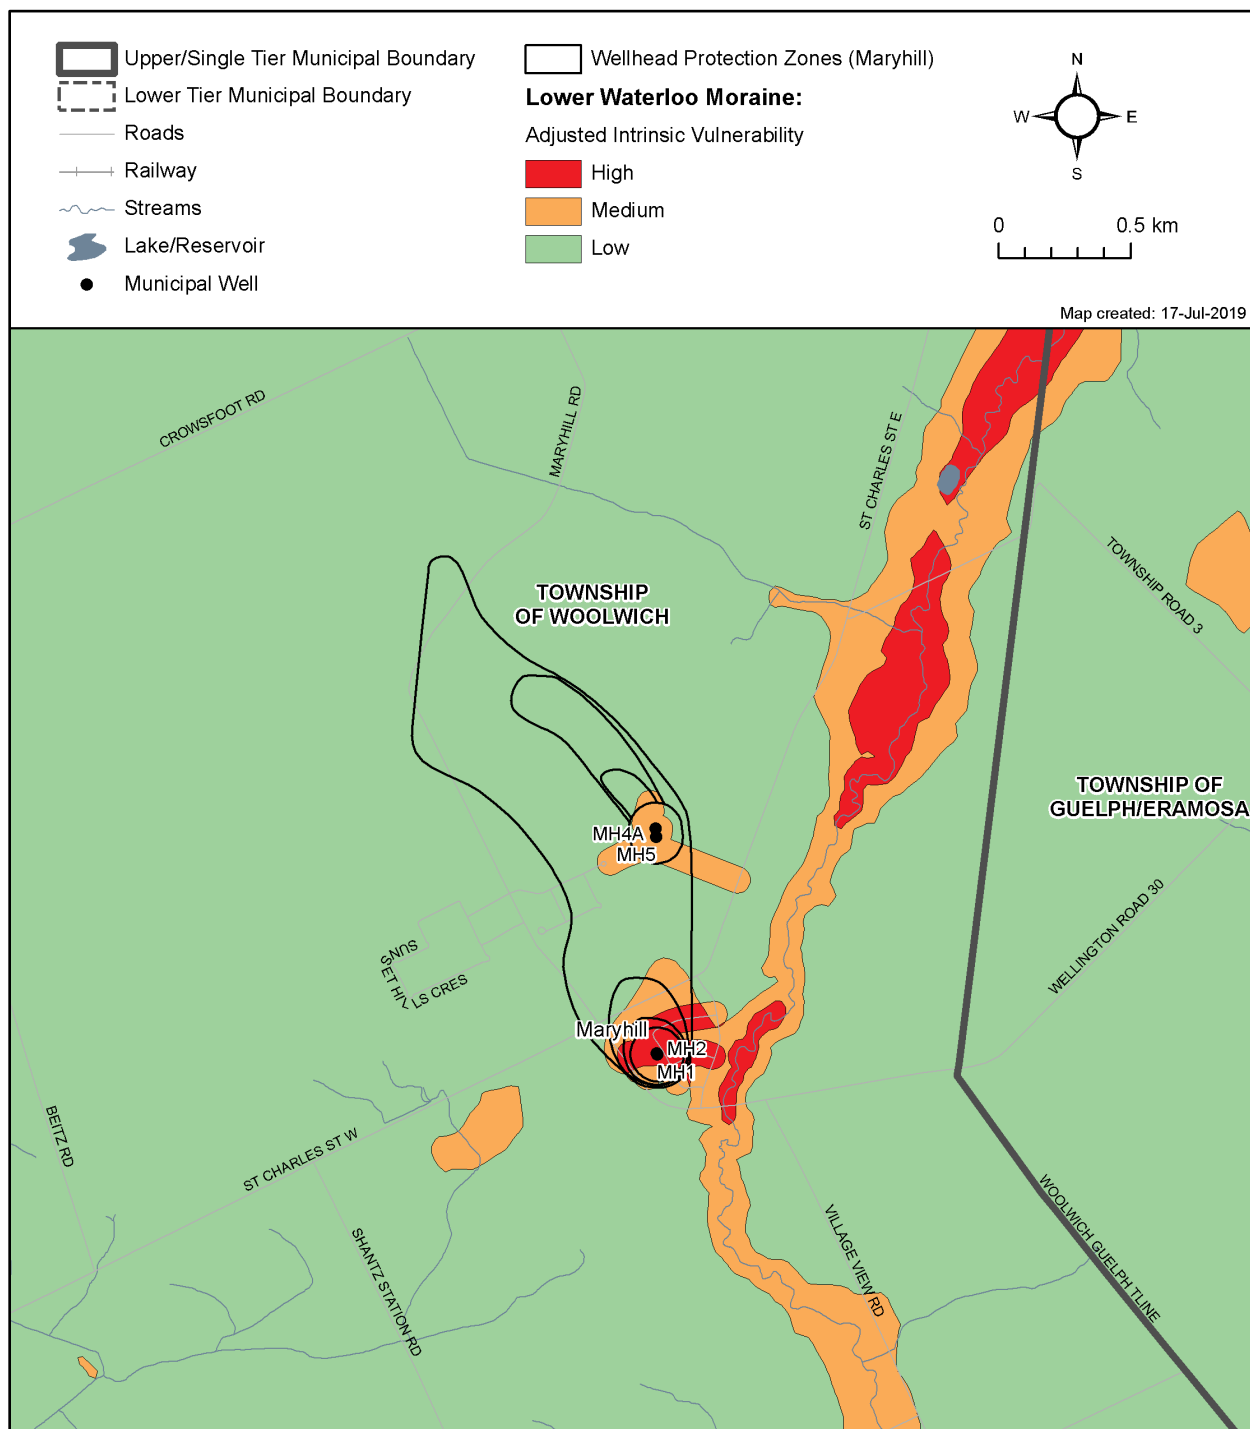 Upper/Single Tier Municipal Boundary
Lower Tier Municipal Boundary
Roads
Railway
Streams
Lake/Reservoir
Municipal Well
Wellhead Protection Zones (Maryhill)
Lower Waterloo Moraine:
Adjusted Intrinsic Vulnerability
High
Medium
Low
N
W E
S
0 0.5 km
Map created: 17-Jul-2019
CROWSFOOT RD
MARYHILL RD
ST CHARLES ST E
TOWNSHIP ROAD 3
TOWNSHIP
OF WOOLWICH
TOWNSHIP OF
GUELPH/ERAMOSA
MH4A
MH5
WELLINGTON ROAD 30
SUNSET HILLS CRES
Maryhill
MH2
MH1
BEITZ RD
ST CHARLES ST W
SHANTZ STATION RD
VILLAGE VIEW RD
WOOLWICH GUELPH TLINE